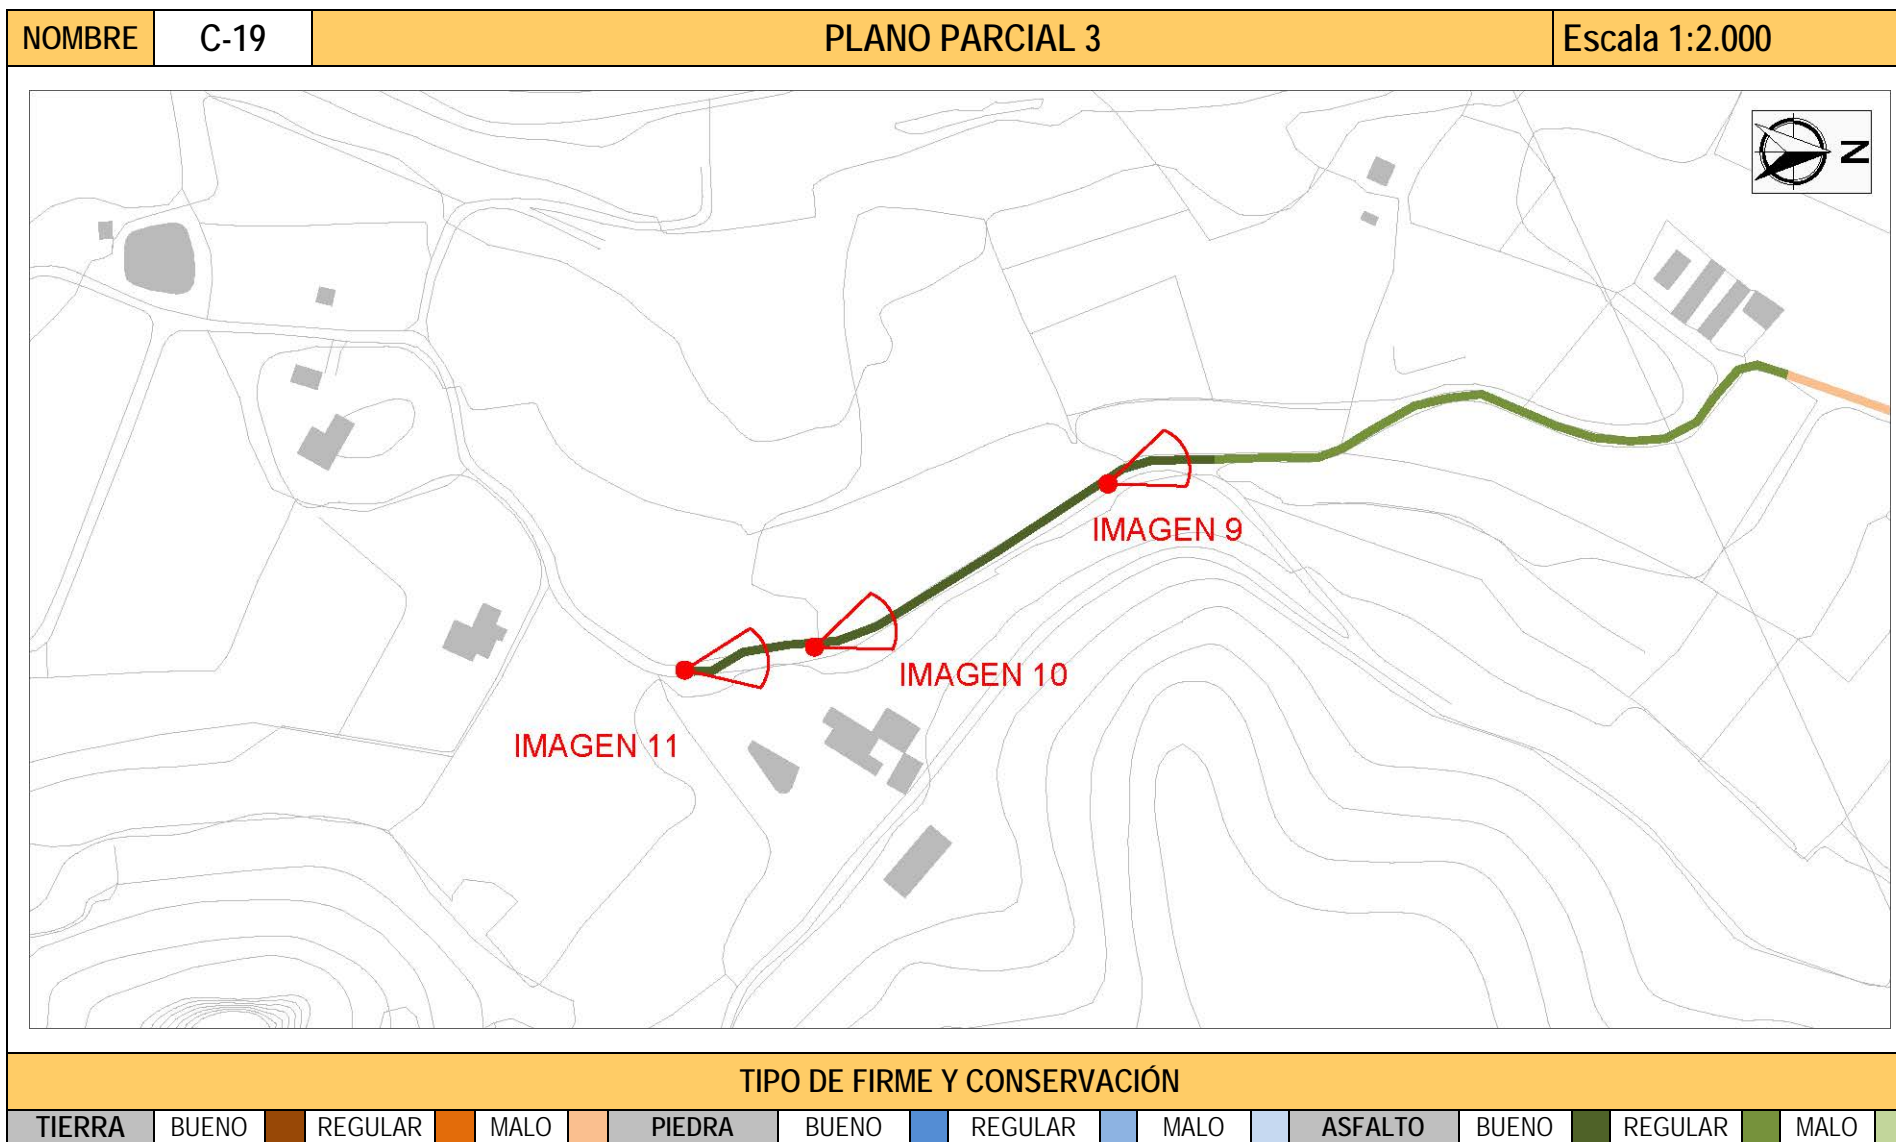 NOMBRE C-19 PLANO PARCIAL 3 Escala 1:2.000
N
IMAGEN 9
IMAGEN 10
IMAGEN 11
TIPO DE FIRME Y CONSERVACIÓN
TIERRA BUENO REGULAR MALO PIEDRA BUENO REGULAR MALO ASFALTO BUENO REGULAR MALO